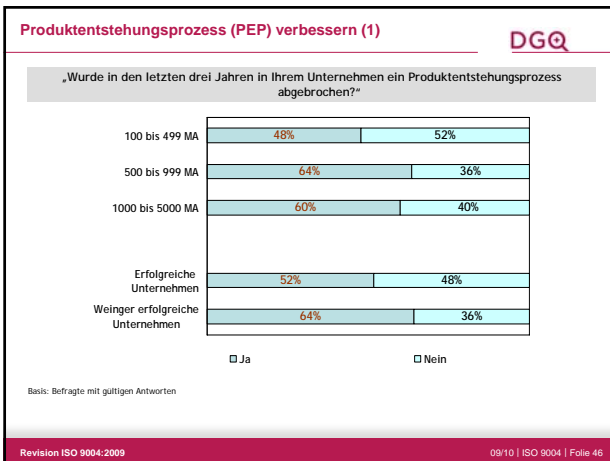 Produktentstehungsprozess (PEP) verbessern (1)
DGQ
„Wurde in den letzten drei Jahren in Ihrem Unternehmen ein Produktentstehungsprozess
abgebrochen?“
100 bis 499 MA 48% 52%
500 bis 999 MA 64% 36%
1000 bis 5000 MA 60% 40%
Erfolgreiche
Unternehmen 52% 48%
Weinger erfolgreiche
Unternehmen 64% 36%
Ja Nein
Basis: Befragte mit gültigen Antworten
Revision ISO 9004:2009 09/10 | ISO 9004 | Folie 46